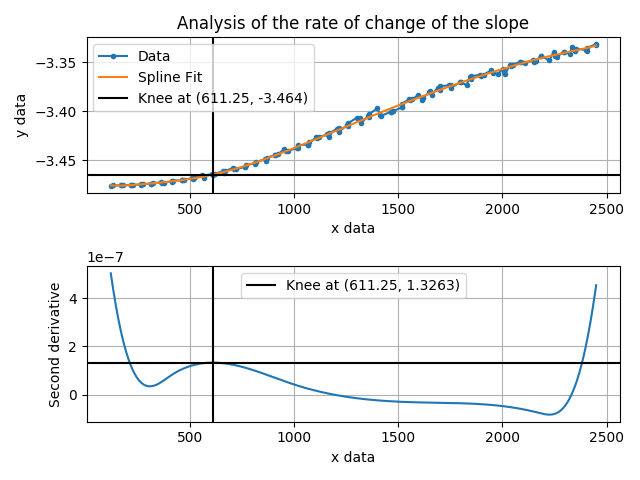 Analysis of the rate of change of the slope
Data
Spline Fit
Knee at (611.25, -3.464)
y data
−3.35
−3.40
−3.45
500
1000
1500
2000
2500
x data
1e−7
Knee at (611.25, 1.3263)
Second derivative
4
2
0
500
1000
1500
2000
2500
x data